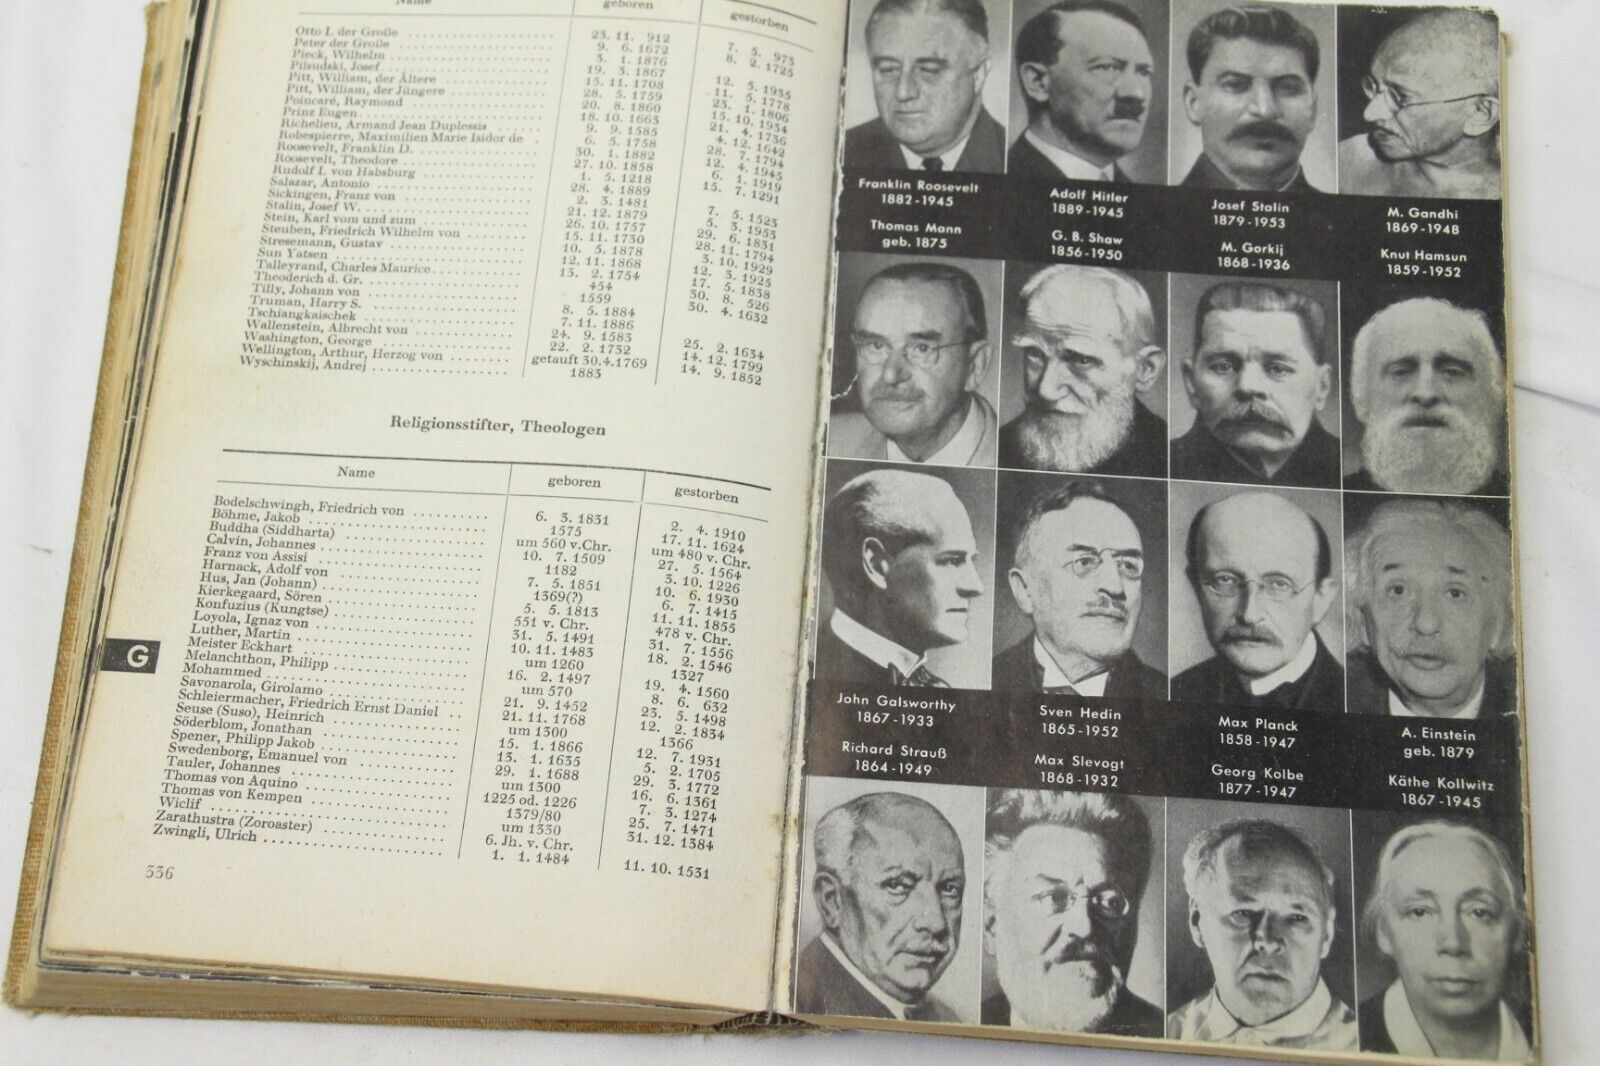 Name geboren gestorben
Otto I. der Große 23. 11. 912 7. 5. 973
Peter der Große 9. 6. 1672 8. 2. 1725
Pieck, Wilhelm 3. 1. 1876
Pilsudski, Josef 19. 3. 1867 12. 5. 1935
Pitt, William, der Ältere 15. 11. 1708 11. 5. 1778
Pitt, William, der Jüngere 28. 5. 1759 23. 1. 1806
Poincaré, Raymond 20. 8. 1860 15. 10. 1934
Prinz Eugen 18. 10. 1663 21. 4. 1736
Richelieu, Armand Jean Duplessis 9. 9. 1585 4. 12. 1642
Robespierre, Maximilien Marie Isidor de 6. 5. 1758 28. 7. 1794
Roosevelt, Franklin D. 30. 1. 1882 12. 4. 1945
Roosevelt, Theodore 27. 10. 1858 6. 1. 1919
Rudolf I. von Habsburg 1. 5. 1218 15. 7. 1291
Salazar, Antonio 28. 4. 1889
Sickingen, Franz von 2. 3. 1481 7. 5. 1523
Stalin, Josef W. 21. 12. 1879 5. 3. 1953
Stein, Karl vom und zum 26. 10. 1757 29. 6. 1831
Steuben, Friedrich Wilhelm von 15. 11. 1730 28. 11. 1794
Stresemann, Gustav 10. 5. 1878 3. 10. 1929
Sun Yatsen 12. 11. 1868 12. 3. 1925
Talleyrand, Charles Maurice 13. 2. 1754 17. 5. 1838
Theoderich d. Gr. 454 30. 8. 526
Tilly, Johann von 1559 30. 4. 1632
Truman, Harry S. 8. 5. 1884
Tschiangkaischek 7. 11. 1886
Wallenstein, Albrecht von 24. 9. 1583 25. 2. 1634
Washington, George 22. 2. 1732 14. 12. 1799
Wellington, Arthur, Herzog von getauft 30.4.1769 14. 9. 1852
Wyschinskij, Andrej 1883
Religionsstifter, Theologen
Name geboren gestorben
Bodelschwingh, Friedrich von 6. 3. 1831 2. 4. 1910
Böhme, Jakob 1575 17. 11. 1624
Buddha (Siddharta) um 560 v.Chr. um 480 v. Chr.
Calvin, Johannes 10. 7. 1509 27. 5. 1564
Franz von Assisi 1182 3. 10. 1226
Harnack, Adolf von 7. 5. 1851 10. 6. 1930
Hus, Jan (Johann) 1369(?) 6. 7. 1415
Kierkegaard, Sören 5. 5. 1813 11. 11. 1855
Konfuzius (Kungtse) 551 v. Chr. 478 v. Chr.
Loyola, Ignaz von 31. 5. 1491 31. 7. 1556
Luther, Martin 10. 11. 1483 18. 2. 1546
Meister Eckhart um 1260 1327
Melanchthon, Philipp 16. 2. 1497 19. 4. 1560
Mohammed um 570 8. 6. 632
Savonarola, Girolamo 21. 9. 1452 23. 5. 1498
Schleiermacher, Friedrich Ernst Daniel 21. 11. 1768 12. 2. 1834
Seuse (Suso), Heinrich um 1300 1366
Söderblom, Jonathan 15. 1. 1866 12. 7. 1931
Spener, Philipp Jakob 13. 1. 1635 5. 2. 1705
Swedenborg, Emanuel von 29. 1. 1688 29. 3. 1772
Tauler, Johannes um 1300 16. 6. 1361
Thomas von Aquino 1225 od. 1226 7. 3. 1274
Thomas von Kempen 1379/80 25. 7. 1471
Wiclif um 1330 31. 12. 1384
Zarathustra (Zoroaster) 6. Jh. v. Chr.
Zwingli, Ulrich 1. 1. 1484 11. 10. 1531
G
336
Franklin Roosevelt
1882-1945
Adolf Hitler
1889-1945
Josef Stalin
1879-1953
M. Gandhi
1869-1948
Thomas Mann
geb. 1875
G. B. Shaw
1856-1950
M. Gorkij
1868-1936
Knut Hamsun
1859-1952
John Galsworthy
1867-1933
Sven Hedin
1865-1952
Max Planck
1858-1947
A. Einstein
geb. 1879
Richard Strauß
1864-1949
Max Slevogt
1868-1932
Georg Kolbe
1877-1947
Käthe Kollwitz
1867-1945